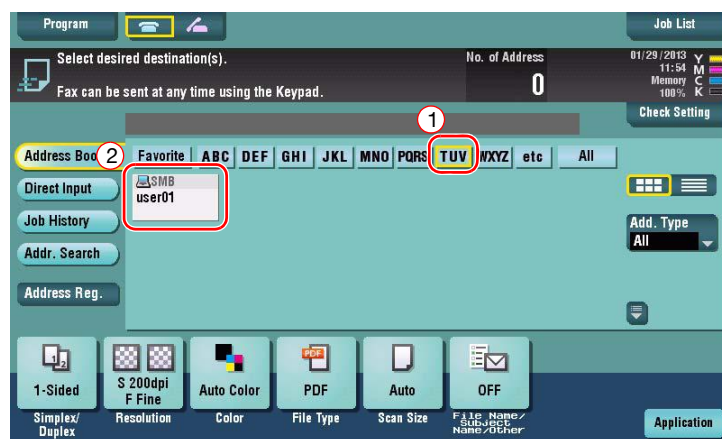 Program
Job List
Select desired destination(s).
No. of Address
01/29/2013
Y
11:54
M
Fax can be sent at any time using the Keypad.
0
Memory
C
100%
K
Check Setting
1
Address Boo
2
Favorite
ABC
DEF
GHI
JKL
MNO
PQRS
TUV
WXYZ
etc
All
Direct Input
SMB
user01
Job History
Add. Type
All
Addr. Search
Address Reg.
1 2
PDF
1-Sided
S 200dpi
F Fine
Auto Color
PDF
Auto
OFF
Simplex/
Duplex
Resolution
Color
File Type
Scan Size
File Name/
Subject
Name/Other
Application